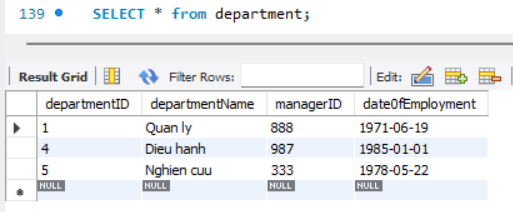 139 SELECT * from department;
Result Grid Filter Rows: Edit:
departmentID departmentName managerID dateOfEmployment
1 Quan ly 888 1971-06-19
4 Dieu hanh 987 1985-01-01
5 Nghien cuu 333 1978-05-22
NULL NULL NULL NULL